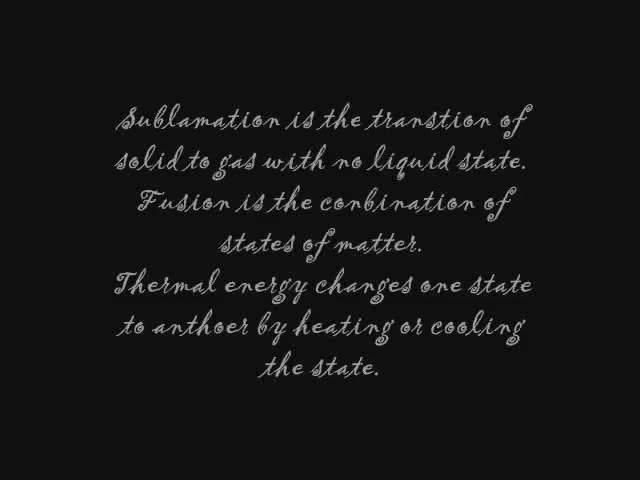 Sublamation is the transtion of
solid to gas with no liquid state.
Fusion is the conbination of
states of matter.
Thermal energy changes one state
to anthoer by heating or cooling
the state.